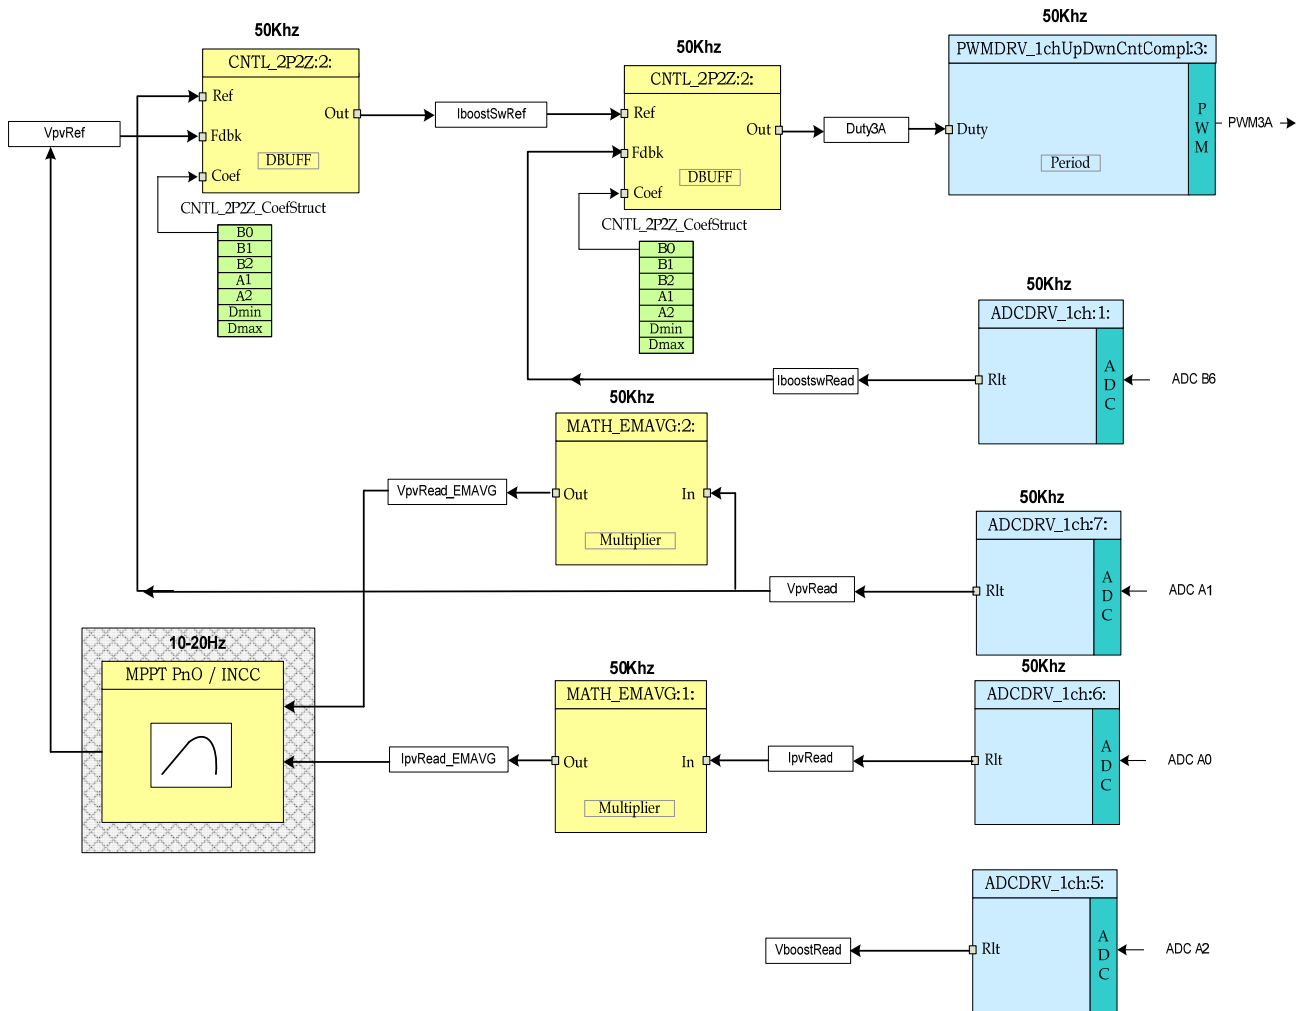 50Khz
CNTL_2P2Z:2:
Ref
Fdbk
Coef
Out
DBUFF
VpvRef
CNTL_2P2Z_CoefStruct
B0
B1
B2
A1
A2
Dmin
Dmax
IboostSwRef
50Khz
CNTL_2P2Z:2:
Ref
Fdbk
Coef
Out
DBUFF
CNTL_2P2Z_CoefStruct
B0
B1
B2
A1
A2
Dmin
Dmax
Duty3A
50Khz
PWMDRV_1chUpDwnCntCompl:3:
Duty
Period
P
W
M
PWM3A
50Khz
ADCDRV_1ch:1:
Rlt
A
D
C
ADC B6
IboostswRead
50Khz
MATH_EMAVG:2:
Out
In
Multiplier
VpvRead_EMAVG
50Khz
ADCDRV_1ch:7:
Rlt
A
D
C
ADC A1
VpvRead
10-20Hz
MPPT PnO / INCC
50Khz
MATH_EMAVG:1:
Out
In
Multiplier
IpvRead_EMAVG
IpvRead
50Khz
ADCDRV_1ch:6:
Rlt
A
D
C
ADC A0
ADCDRV_1ch:5:
Rlt
A
D
C
ADC A2
VboostRead